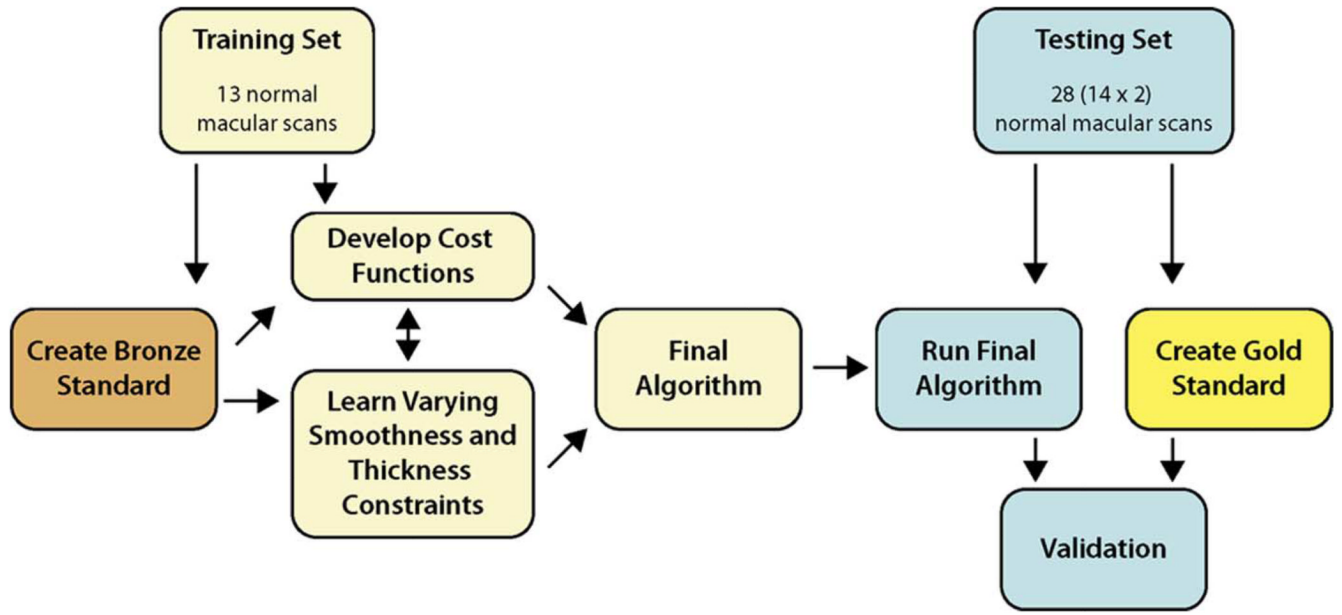 Training Set
13 normal
macular scans
Testing Set
28 (14 x 2)
normal macular scans
Develop Cost
Functions
Create Bronze
Standard
Learn Varying
Smoothness and
Thickness
Constraints
Final
Algorithm
Run Final
Algorithm
Create Gold
Standard
Validation